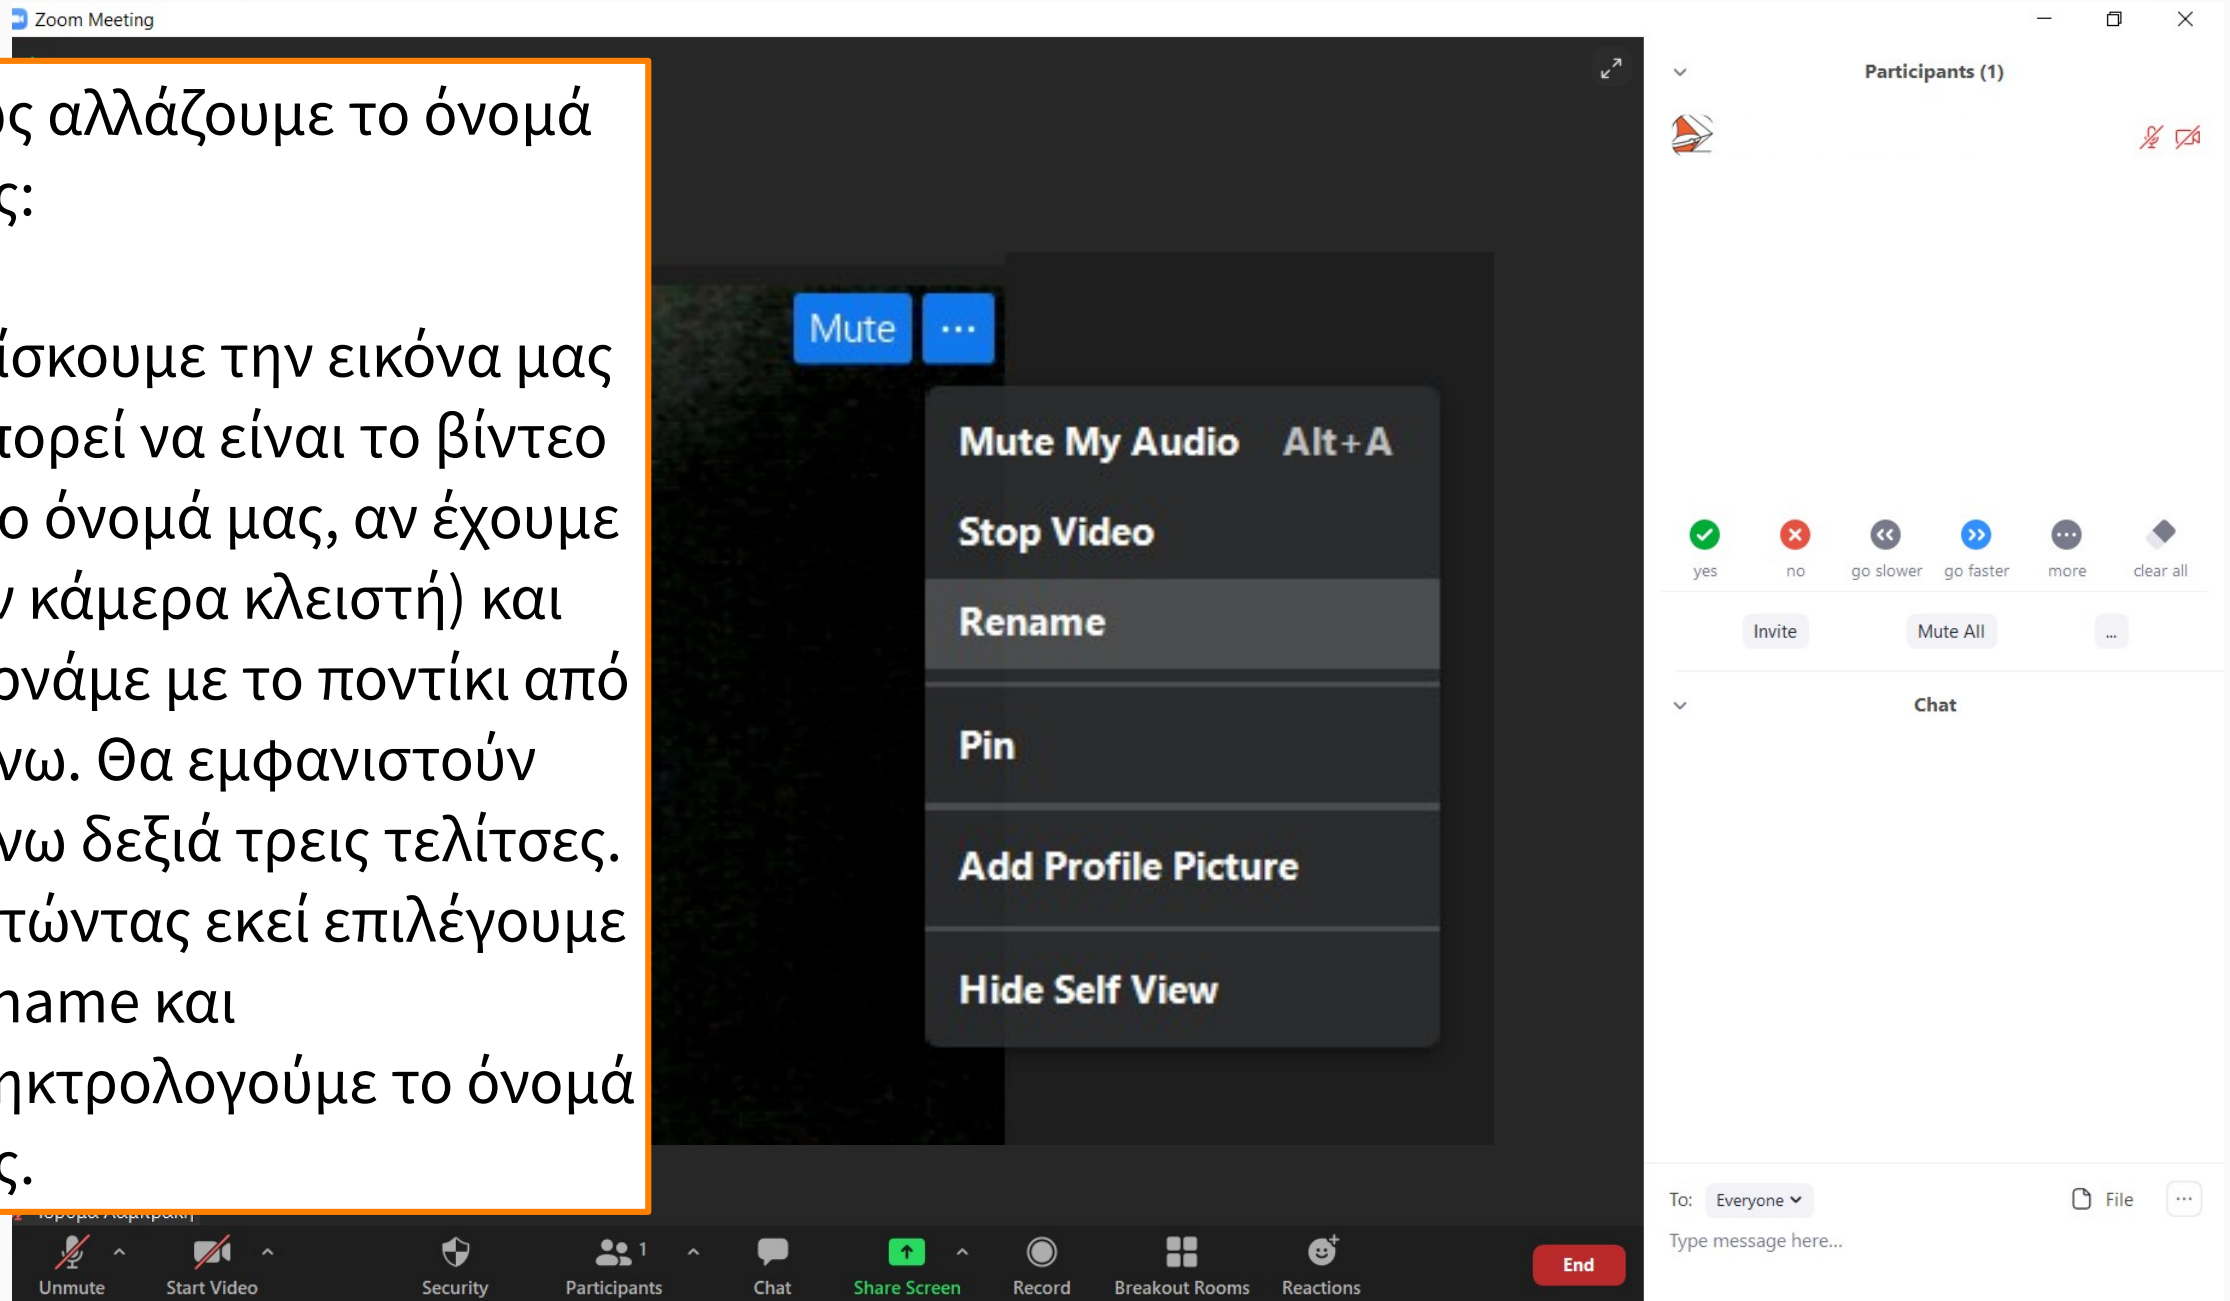 Zoom Meeting
ς αλλάζουμε το όνομά
ς:
ίσκουμε την εικόνα μας
πορεί να είναι το βίντεο
ο όνομά μας, αν έχουμε
ν κάμερα κλειστή) και
ρνάμε με το ποντίκι από
νω. Θα εμφανιστούν
νω δεξιά τρεις τελίτσες.
τώντας εκεί επιλέγουμε
name και
ηκτρολογούμε το όνομά
ς.
Mute ...
Mute My Audio Alt+A
Stop Video
Rename
Pin
Add Profile Picture
Hide Self View
Unmute
Start Video
Security
Participants 1
Chat
Share Screen
Record
Breakout Rooms
Reactions
End
Participants (1)
yes
no
go slower
go faster
more
clear all
Invite
Mute All
...
Chat
To: Everyone
File
...
Type message here...